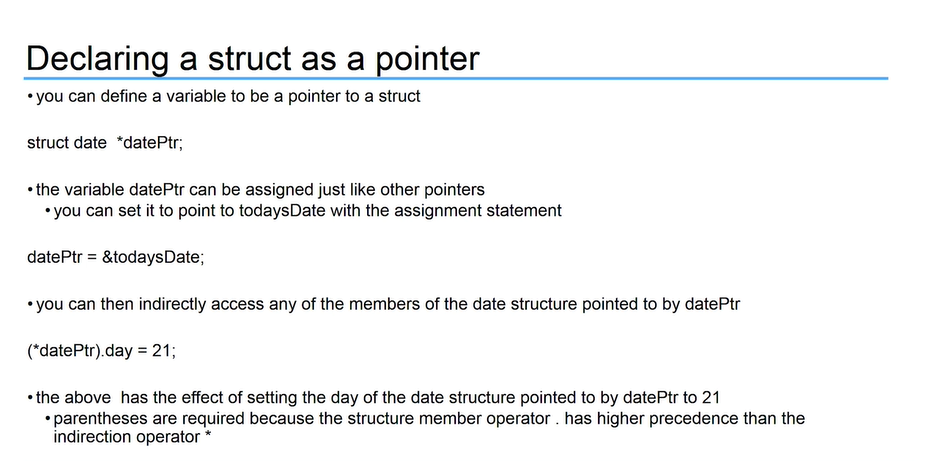 Declaring a struct as a pointer
•you can define a variable to be a pointer to a struct
struct date  *datePtr;
•the variable datePtr can be assigned just like other pointers
•you can set it to point to todaysDate with the assignment statement
datePtr = &todaysDate;
•you can then indirectly access any of the members of the date structure pointed to by datePtr
(*datePtr).day = 21;
•the above  has the effect of setting the day of the date structure pointed to by datePtr to 21
•parentheses are required because the structure member operator . has higher precedence than the
indirection operator *